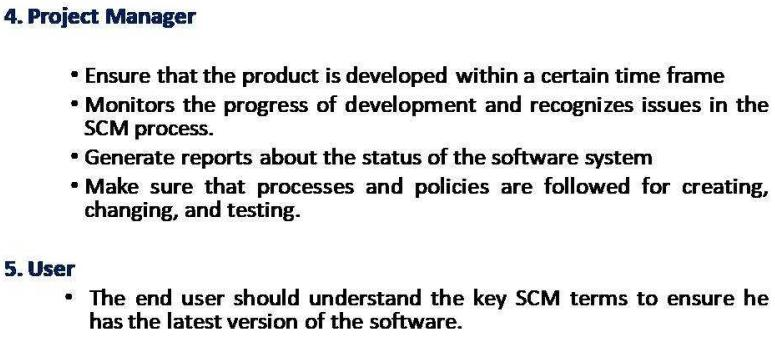 4. Project Manager
• Ensure that the product is developed within a certain time frame
• Monitors the progress of development and recognizes issues in the
SCM process.
• Generate reports about the status of the software system
• Make sure that processes and policies are followed for creating,
changing, and testing.
5. User
• The end user should understand the key SCM terms to ensure he
has the latest version of the software.